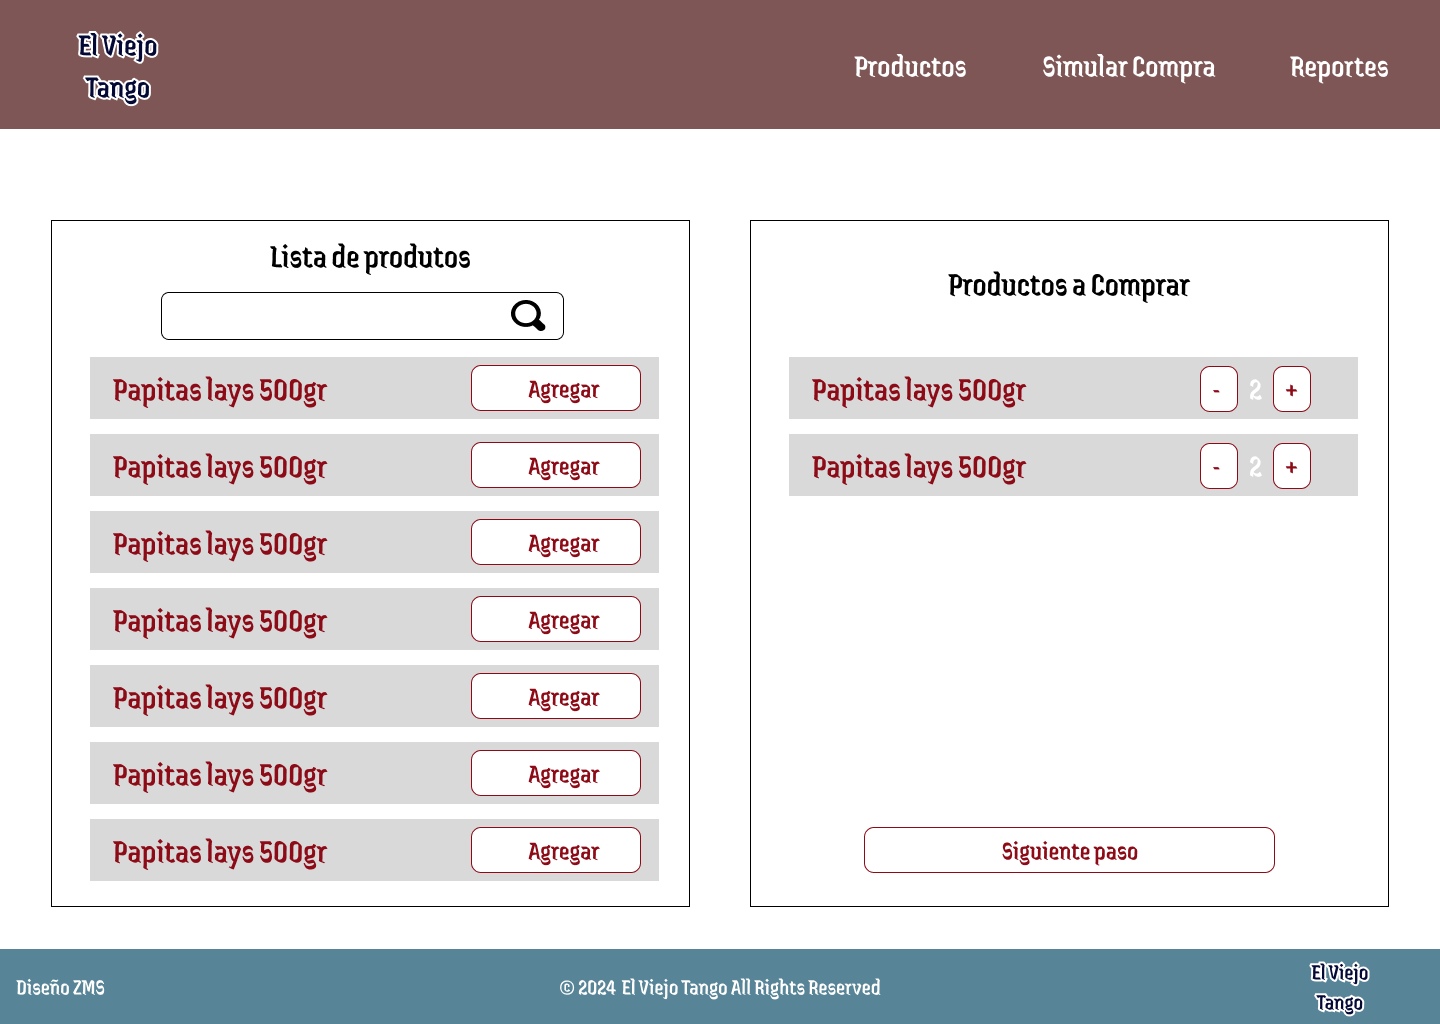 El Viejo
Tango
Productos
Simular Compra
Reportes
Lista de produtos
Papitas lays 500gr
Agregar
Papitas lays 500gr
Agregar
Papitas lays 500gr
Agregar
Papitas lays 500gr
Agregar
Papitas lays 500gr
Agregar
Papitas lays 500gr
Agregar
Papitas lays 500gr
Agregar
Productos a Comprar
Papitas lays 500gr
- 2 +
Papitas lays 500gr
- 2 +
Siguiente paso
Diseño ZMS
© 2024 El Viejo Tango All Rights Reserved
El Viejo
Tango